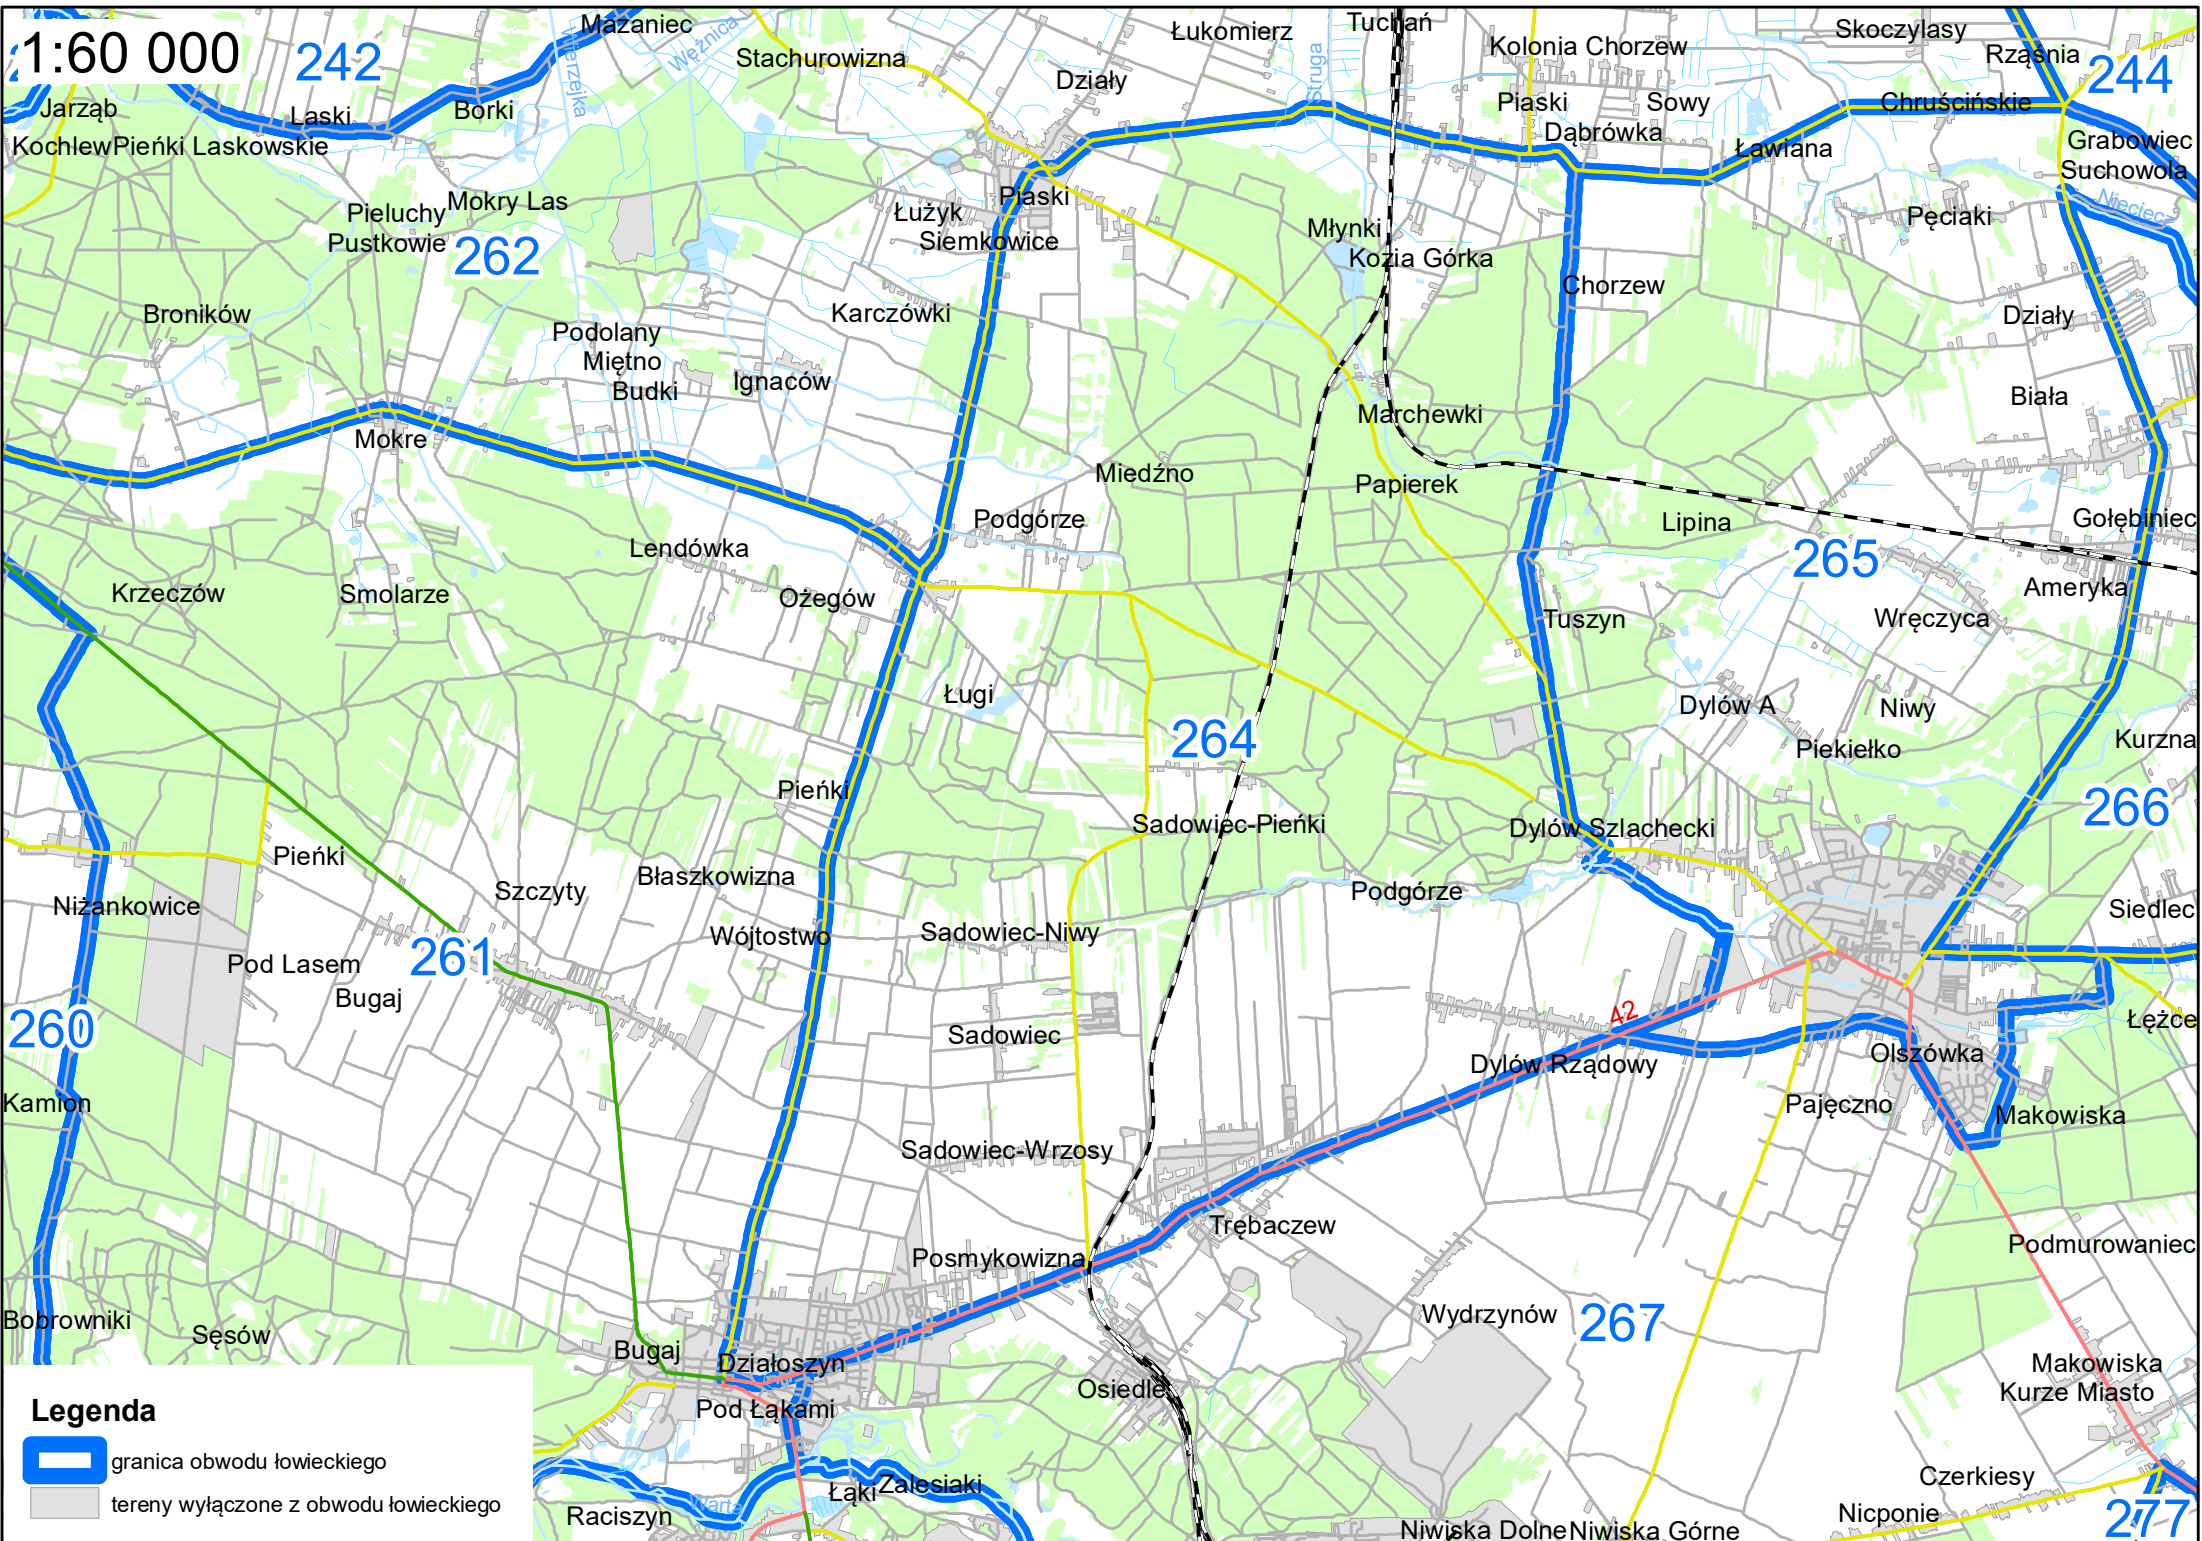 1:60 000
242
Mazaniec
Wierzejka
Wężnica
Stachurowizna
Łukomierz
Tuchań
Struga
Kolonia Chorzew
Skoczylasy
Rząśnia
244
Działy
Jarząb
Laski
Borki
Piaski
Sowy
Chruścińskie
Dąbrówka
Ławiana
Grabowiec
Suchowola
Kochlew
Pieńki Laskowskie
Mokry Las
Pieluchy
Pustkowie
262
Piaski
Łużyk
Siemkowice
Młynki
Kozia Górka
Pęciaki
Chorzew
Broników
Karczówki
Działy
Podolany
Miętno
Budki
Ignaców
Biała
Marchewki
Mokre
Miedźno
Papierek
Podgórze
Lipina
Gołębiniec
Lendówka
265
Krzeczów
Smolarze
Ożegów
Ameryka
Tuszyn
Wręczyca
Ługi
Dylów A
Niwy
264
Piekiełko
Kurzna
Pieńki
266
Sadowiec-Pieńki
Dylów Szlachecki
Pieńki
Szczyty
Błaszkowizna
Podgórze
Niżankowice
Siedlec
Wójtostwo
Sadowiec-Niwy
261
Pod Lasem
Bugaj
42
260
Sadowiec
Łężce
Olszówka
Dylów Rządowy
Kamion
Pajęczno
Makowiska
Sadowiec-Wrzosy
Trębaczew
Podmurowaniec
Posmykowizna
Bobrowniki
Sęsów
Wydrzynów
267
Bugaj
Działoszyn
Makowiska
Kurze Miasto
Osiedle
Pod Łąkami
Legenda
granica obwodu łowieckiego
tereny wyłączone z obwodu łowieckiego
Łąki
Zalesiaki
Warta
Raciszyn
Czerkiesy
Nicponie
277
Niwiska Dolne
Niwiska Górne